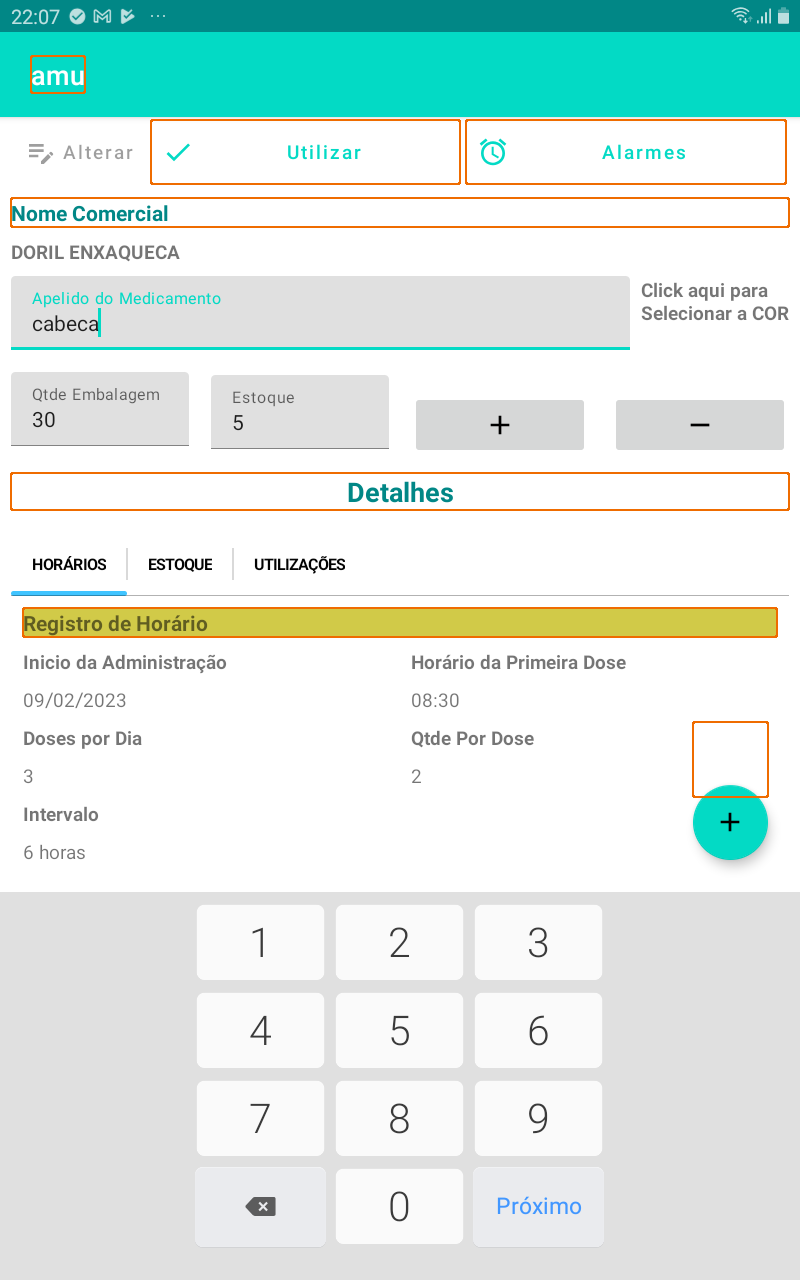 22:07
amu
Alterar
Utilizar
Alarmes
Nome Comercial
DORIL ENXAQUECA
Apelido do Medicamento
cabeca
Click aqui para
Selecionar a COR
Qtde Embalagem
30
Estoque
5
+
−
Detalhes
HORÁRIOS
ESTOQUE
UTILIZAÇÕES
Registro de Horário
Inicio da Administração
Horário da Primeira Dose
09/02/2023
08:30
Doses por Dia
Qtde Por Dose
3
2
Intervalo
+
6 horas
1 2 3
4 5 6
7 8 9
0 Próximo